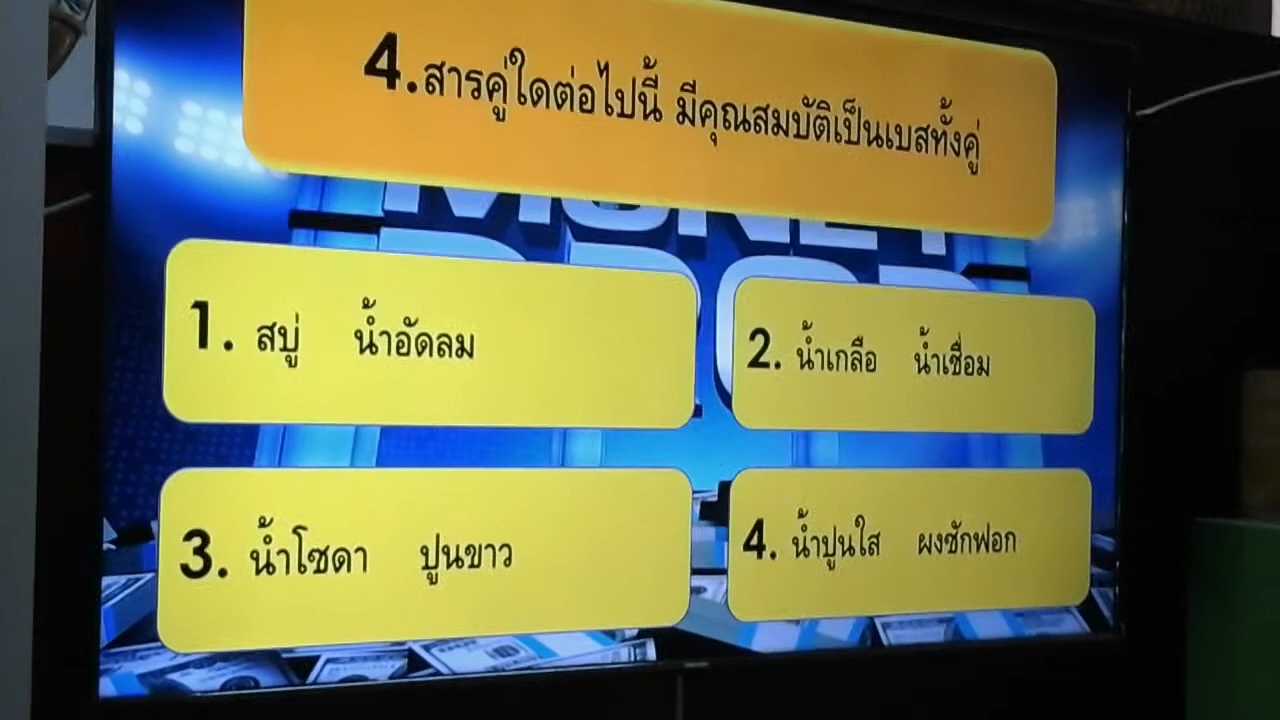 4.สารคู่ใดต่อไปนี้ มีคุณสมบัติเป็นเบสทั้งคู่
MONEY
DROP
1. สบู่ น้ำอัดลม
2. น้ำเกลือ น้ำเชื่อม
3. น้ำโซดา ปูนขาว
4. น้ำปูนใส ผงซักฟอก